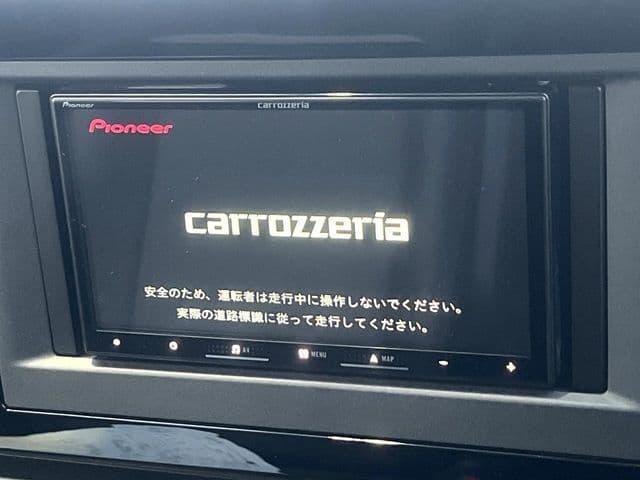 Pioneer carrozzeria
Pioneer
carrozzeria
安全のため、運転者は走行中に操作しないでください。
実際の道路標識に従って走行してください。
AV MENU MAP
- +